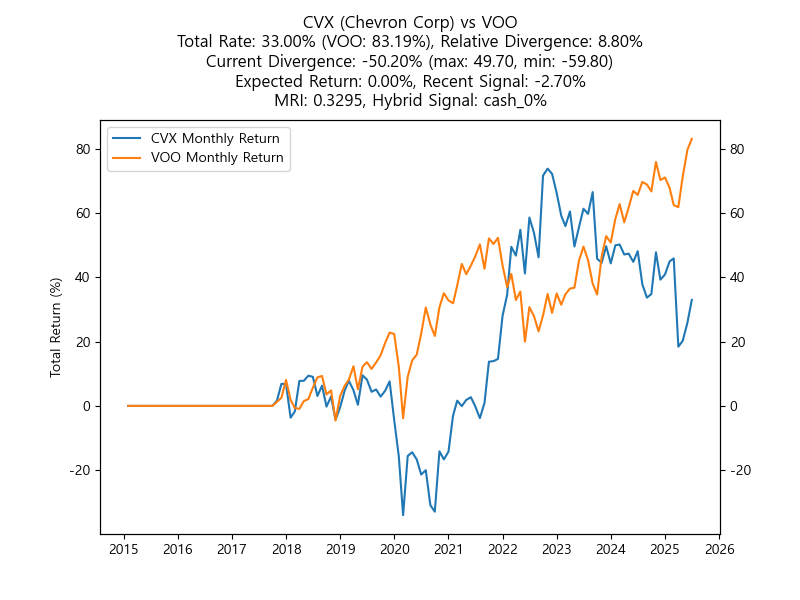 CVX (Chevron Corp) vs VOO
Total Rate: 33.00% (VOO: 83.19%), Relative Divergence: 8.80%
Current Divergence: -50.20% (max: 49.70, min: -59.80)
Expected Return: 0.00%, Recent Signal: -2.70%
MRI: 0.3295, Hybrid Signal: cash_0%
CVX Monthly Return
VOO Monthly Return
Total Return (%)
80
60
40
20
0
-20
80
60
40
20
0
-20
2015 2016 2017 2018 2019 2020 2021 2022 2023 2024 2025 2026